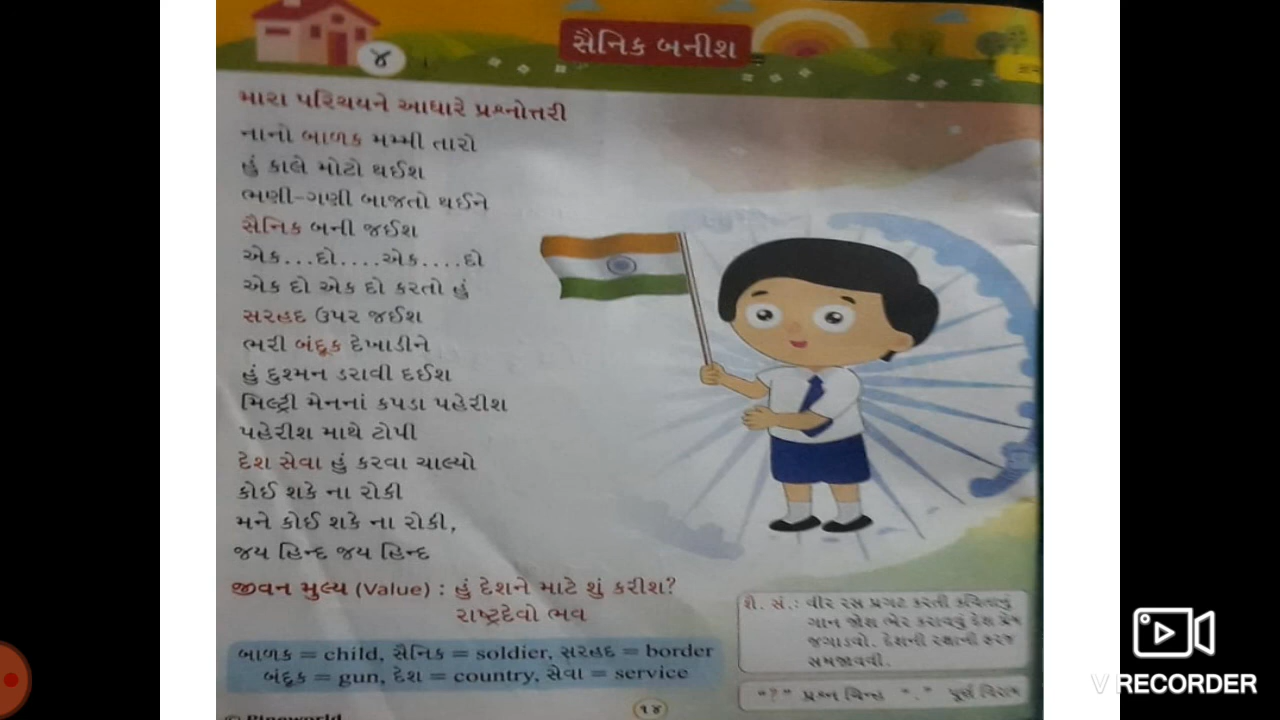 ૪
સૈનિક બનીશ
મારા પરિચયને આધારે પ્રશ્નોત્તરી
નાનો બાળક મમ્મી તારો
હું કાલે મોટો થઈશ
ભણી-ગણી બાજતો થઈને
સૈનિક બની જઈશ
એક...દો....એક....દો
એક દો એક દો કરતો હું
સરહદ ઉપર જઈશ
ભરી બંદૂક દેખાડીને
હું દુશ્મન ડરાવી દઈશ
મિલ્ટ્રી મેનનાં કપડા પહેરીશ
પહેરીશ માથે ટોપી
દેશ સેવા હું કરવા ચાલ્યો
કોઈ શકે ના રોકી
મને કોઈ શકે ના રોકી,
જય હિન્દ જય હિન્દ
જીવન મુલ્ય (Value) : હું દેશને માટે શું કરીશ?
રાષ્ટ્રદેવો ભવ
બાળક = child, સૈનિક = soldier, સરહદ = border
બંદૂક = gun, દેશ = country, સેવા = service
શૈ. સં.: વીર રસ પ્રગટ કરતી કવિતાનું
ગાન જોશ ભેર કરાવવું દેશ પ્રેમ
જગાડવો. દેશની રક્ષાની ફરજ
સમજાવવી.
"?" પ્રશ્ન ચિન્હ "." પૂર્ણ વિરામ
૧૪
V RECORDER